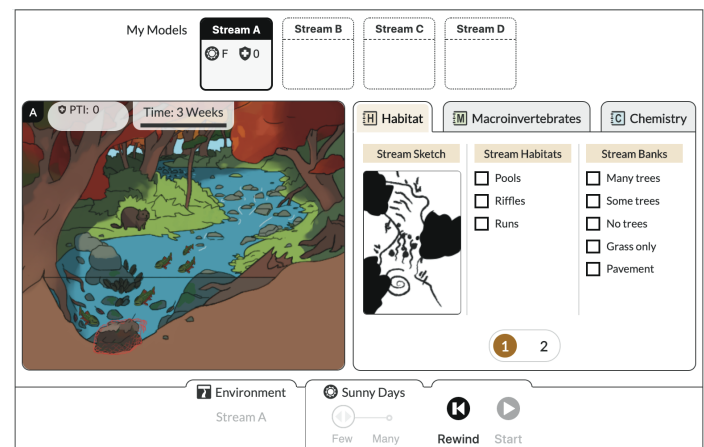 My Models
Stream A
Stream B
Stream C
Stream D
F 0
A
PTI: 0
Time: 3 Weeks
H Habitat
M Macroinvertebrates
C Chemistry
Stream Sketch
Stream Habitats
Stream Banks
Pools
Many trees
Riffles
Some trees
Runs
No trees
Grass only
Pavement
1 2
Environment
Sunny Days
Stream A
Few Many
Rewind Start